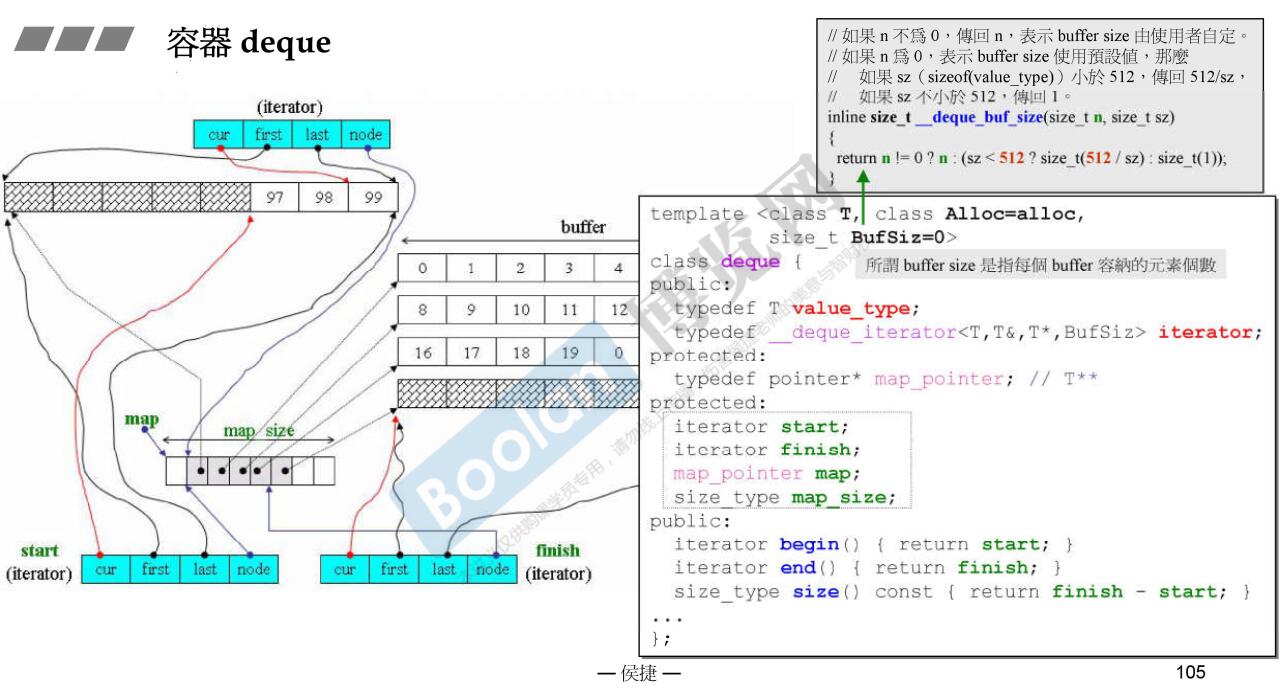 容器 deque
// 如果 n 不為 0,傳回 n,表示 buffer size 由使用者自定。
// 如果 n 為 0,表示 buffer size 使用預設值,那麼
// 如果 sz(sizeof(value_type))小於 512,傳回 512/sz,
// 如果 sz 不小於 512,傳回 1。
inline size_t __deque_buf_size(size_t n, size_t sz)
{
return n != 0 ? n : (sz < 512 ? size_t(512 / sz) : size_t(1));
}
(iterator)
cur first last node
97 98 99
buffer
0 1 2 3 4
8 9 10 11 12
16 17 18 19 0
map
map size
start
(iterator)
cur first last node
cur first last node
finish
(iterator)
template <class T, class Alloc=alloc,
size_t BufSiz=0>
class deque {
所謂 buffer size 是指每個 buffer 容納的元素個數
public:
typedef T value_type;
typedef __deque_iterator<T,T&,T*,BufSiz> iterator;
protected:
typedef pointer* map_pointer; // T**
protected:
iterator start;
iterator finish;
map_pointer map;
size_type map_size;
public:
iterator begin() { return start; }
iterator end() { return finish; }
size_type size() const { return finish - start; }
...
};
Boolan
博览网
— 侯捷 —
105